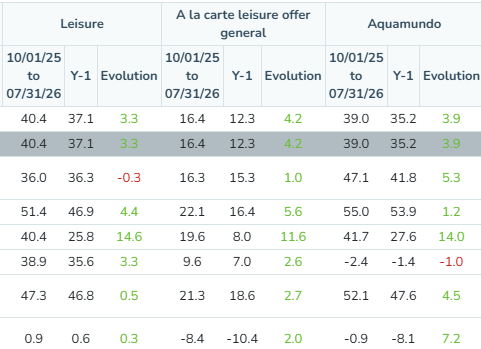 Leisure A la carte leisure offer general Aquamundo
10/01/25 to 07/31/26 Y-1 Evolution 10/01/25 to 07/31/26 Y-1 Evolution 10/01/25 to 07/31/26 Y-1 Evolution
40.4 37.1 3.3 16.4 12.3 4.2 39.0 35.2 3.9
40.4 37.1 3.3 16.4 12.3 4.2 39.0 35.2 3.9
36.0 36.3 -0.3 16.3 15.3 1.0 47.1 41.8 5.3
51.4 46.9 4.4 22.1 16.4 5.6 55.0 53.9 1.2
40.4 25.8 14.6 19.6 8.0 11.6 41.7 27.6 14.0
38.9 35.6 3.3 9.6 7.0 2.6 -2.4 -1.4 -1.0
47.3 46.8 0.5 21.3 18.6 2.7 52.1 47.6 4.5
0.9 0.6 0.3 -8.4 -10.4 2.0 -0.9 -8.1 7.2